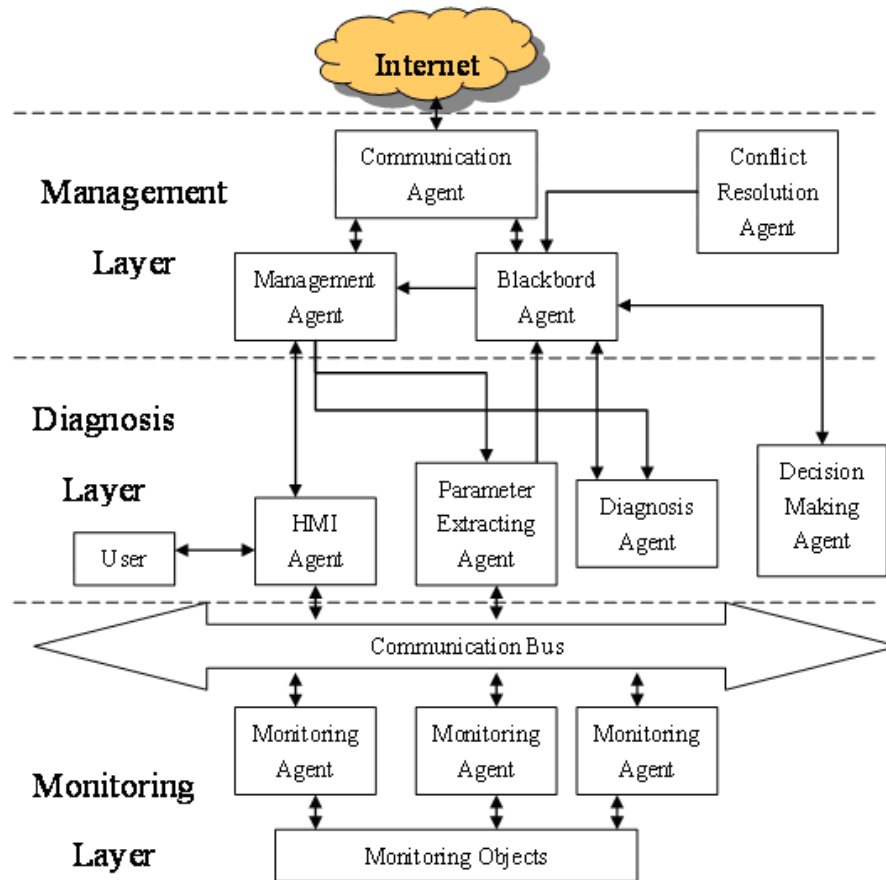 Internet
Communication
Agent
Conflict
Resolution
Agent
Management
Layer
Management
Agent
Blackbord
Agent
Diagnosis
Layer
User
HMI
Agent
Parameter
Extracting
Agent
Diagnosis
Agent
Decision
Making
Agent
Communication Bus
Monitoring
Agent
Monitoring
Agent
Monitoring
Agent
Monitoring
Layer
Monitoring Objects